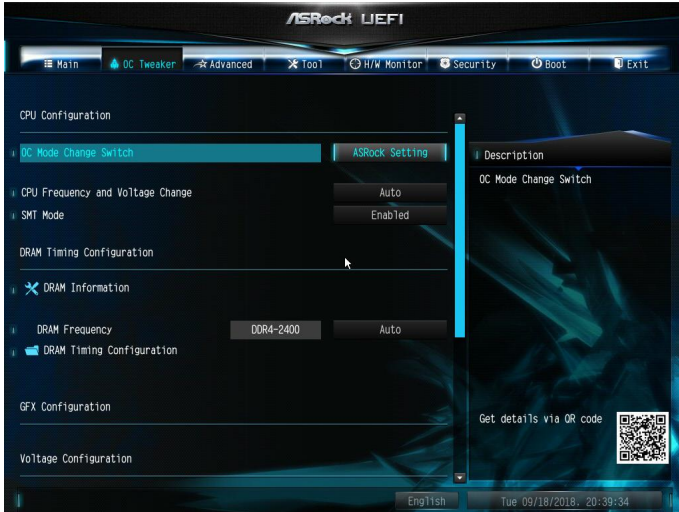 ASRock UEFI
Main OC Tweaker Advanced Tool H/W Monitor Security Boot Exit
CPU Configuration
OC Mode Change Switch ASRock Setting
CPU Frequency and Voltage Change Auto
SMT Mode Enabled
DRAM Timing Configuration
DRAM Information
DRAM Frequency DDR4-2400 Auto
DRAM Timing Configuration
GFX Configuration
Voltage Configuration
Description
OC Mode Change Switch
Get details via QR code
English Tue 09/18/2018. 20:39:34